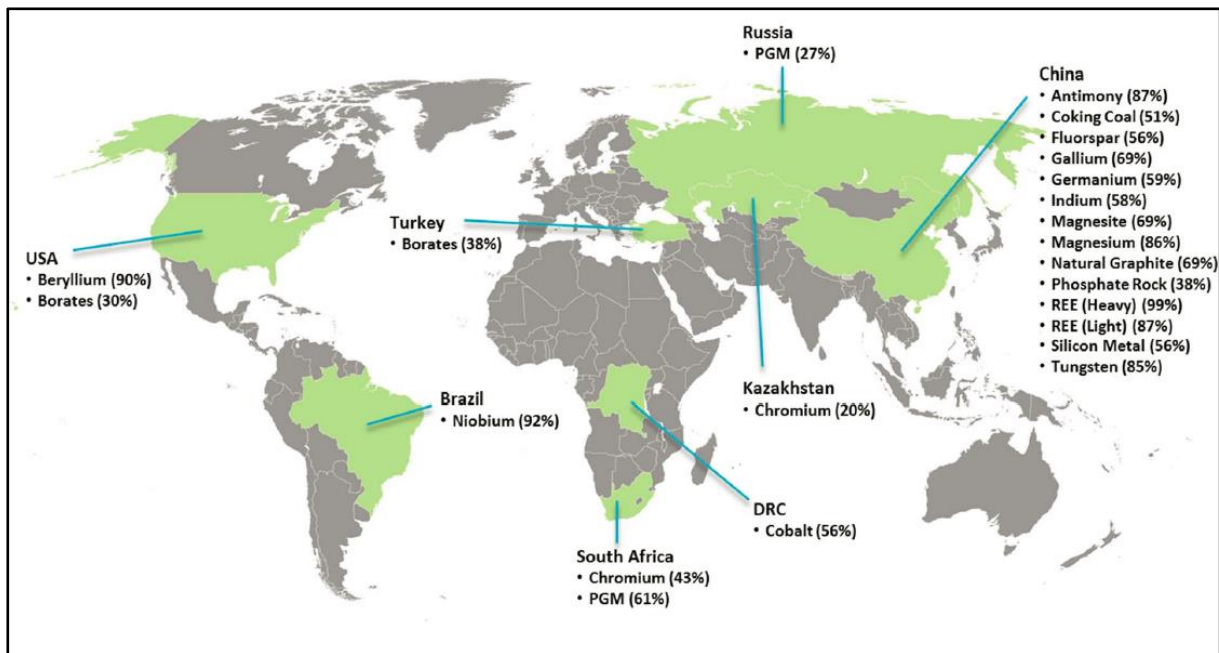 Russia
• PGM (27%)
China
• Antimony (87%)
• Coking Coal (51%)
• Fluorspar (56%)
• Gallium (69%)
• Germanium (59%)
• Indium (58%)
• Magnesite (69%)
• Magnesium (86%)
• Natural Graphite (69%)
• Phosphate Rock (38%)
• REE (Heavy) (99%)
• REE (Light) (87%)
• Silicon Metal (56%)
• Tungsten (85%)
Turkey
• Borates (38%)
USA
• Beryllium (90%)
• Borates (30%)
Kazakhstan
• Chromium (20%)
Brazil
• Niobium (92%)
DRC
• Cobalt (56%)
South Africa
• Chromium (43%)
• PGM (61%)